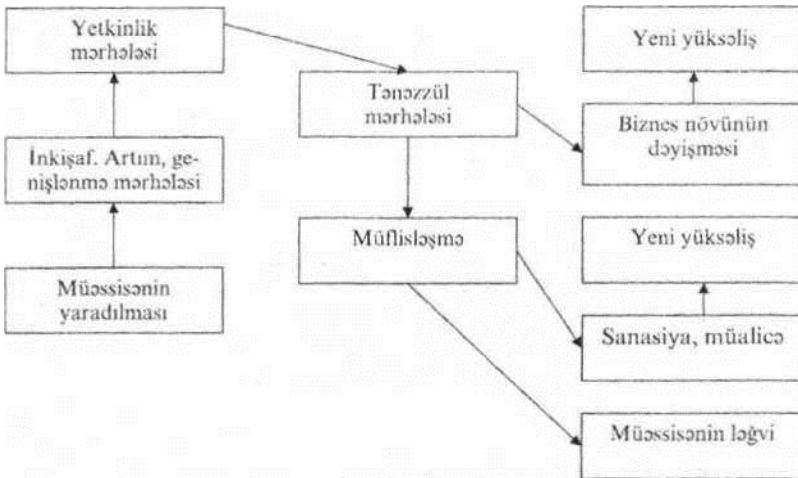 Yetkinlik
mərhələsi
İnkişaf. Artım, ge-
nişlənmə mərhələsi
Müəssisənin
yaradılması
Tənəzzül
mərhələsi
Müflisləşmə
Yeni yüksəliş
Biznes növünün
dəyişməsi
Yeni yüksəliş
Sanasiya, müalicə
Müəssisənin ləğvi